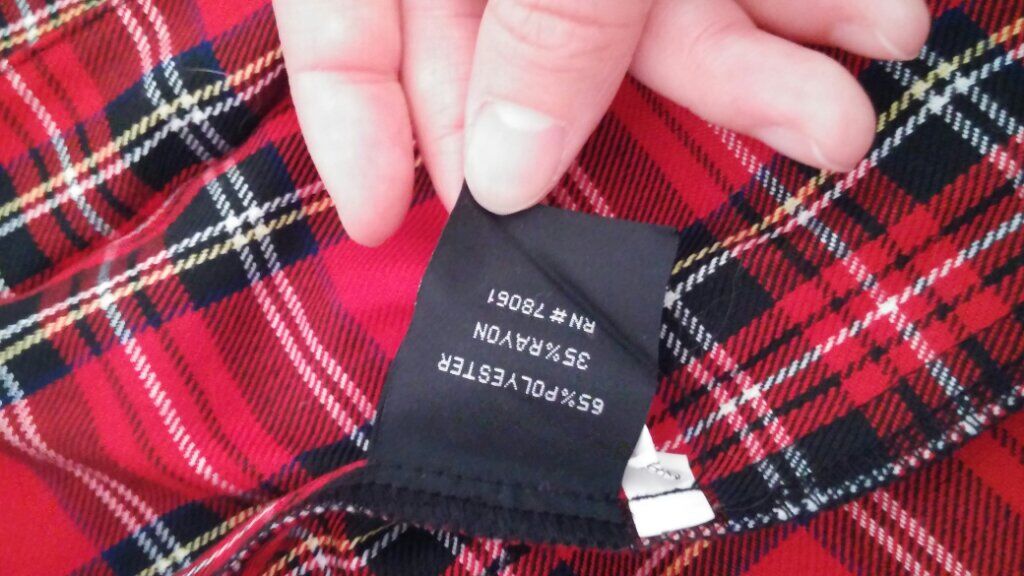 65% POLYESTER
35% RAYON
RN # 78061